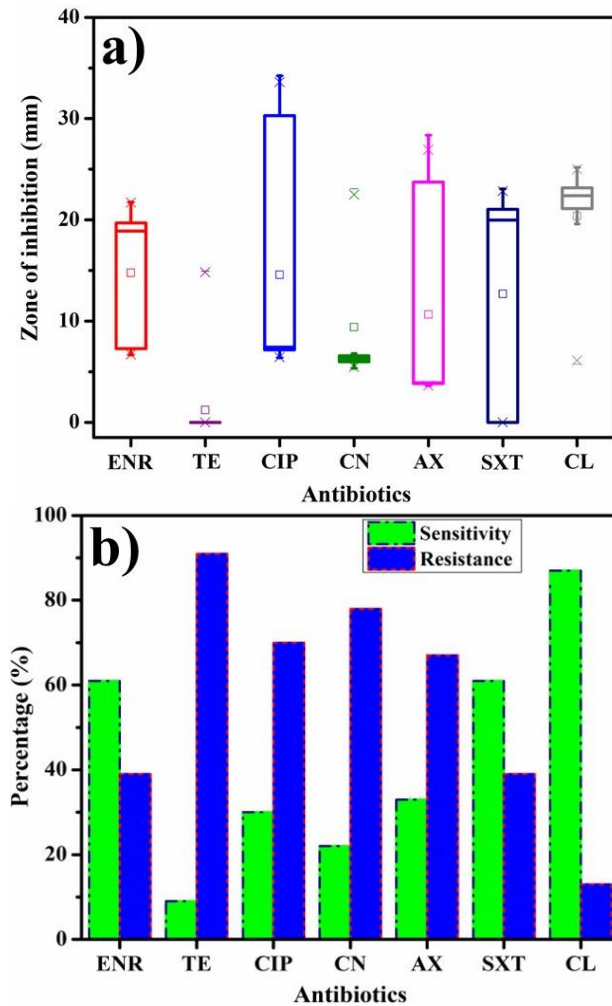 a)
Zone of inhibition (mm)
40
30
20
10
0
ENR TE CIP CN AX SXT CL
Antibiotics
b)
Sensitivity
Resistance
Percentage (%)
100
80
60
40
20
0
ENR TE CIP CN AX SXT CL
Antibiotics